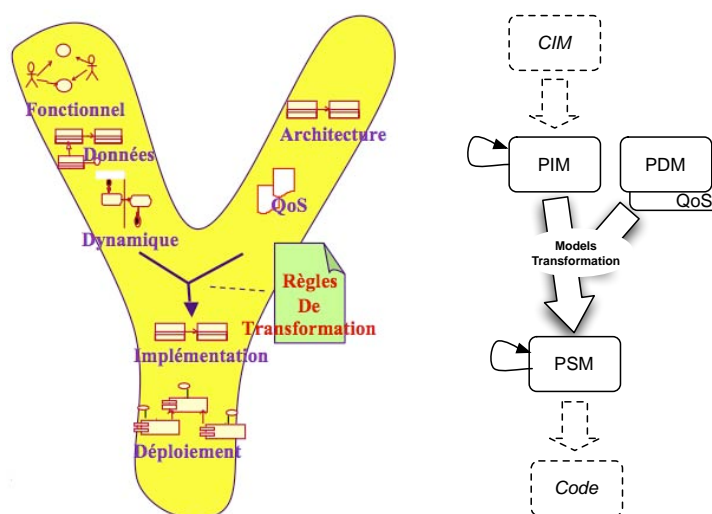 Fonctionnel
Données
Dynamique
Architecture
QoS
Règles
De
Transformation
Implémentation
Déploiement
CIM
PIM
PDM
QoS
Models
Transformation
PSM
Code